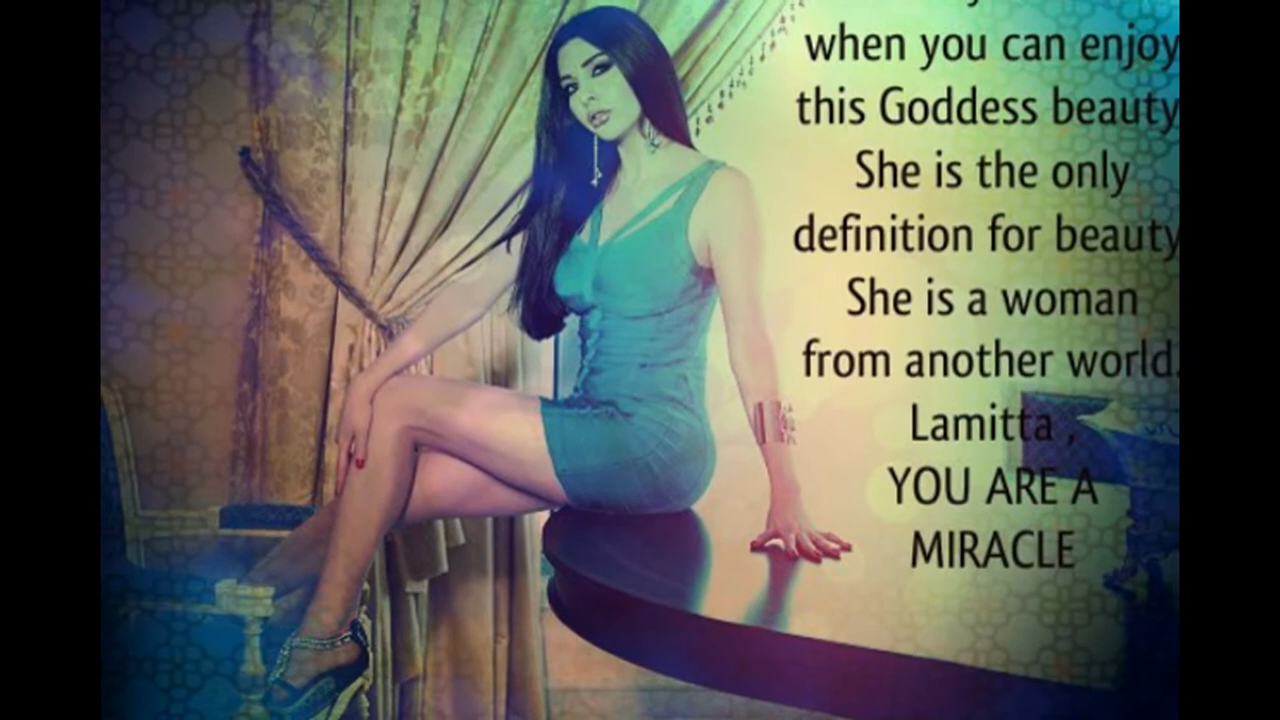 when you can enjoy
this Goddess beauty
She is the only
definition for beauty
She is a woman
from another world.
Lamitta ,
YOU ARE A
MIRACLE